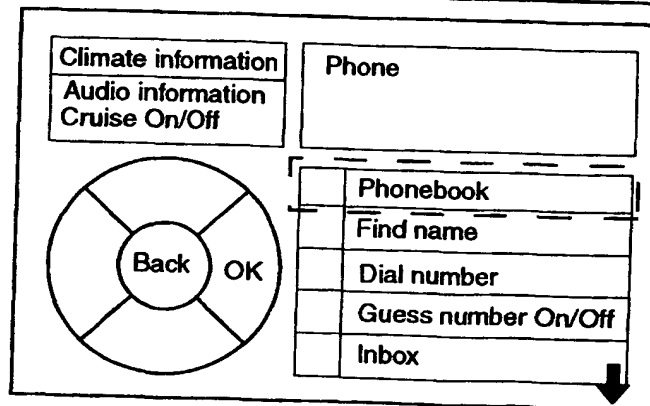 Climate information
Audio information
Cruise On/Off
Phone
Back
OK
Phonebook
Find name
Dial number
Guess number On/Off
Inbox